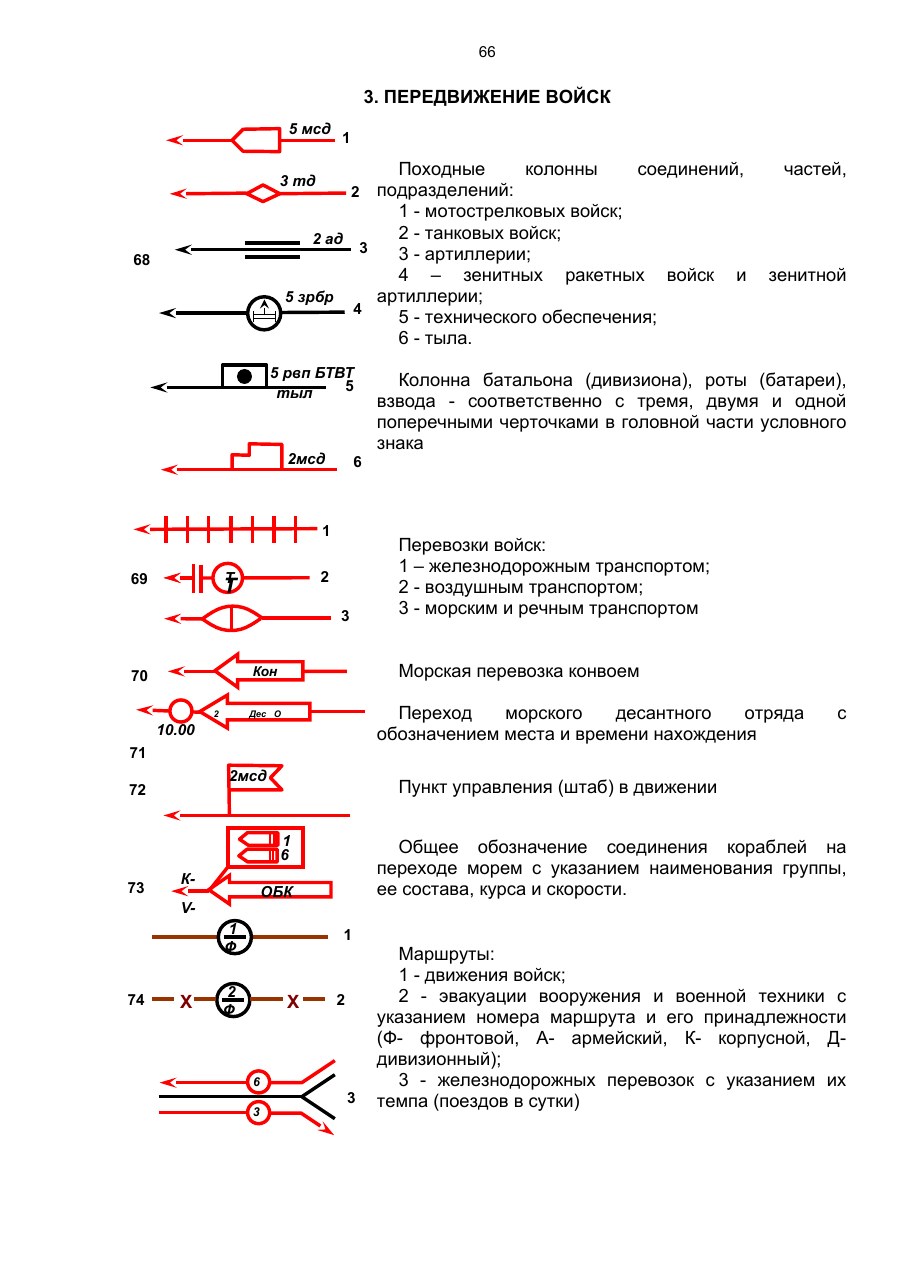 66
3. ПЕРЕДВИЖЕНИЕ ВОЙСК
5 мсд
1
3 тд
2
2 ад
3
68
5 зрбр
4
5 рвп БТВТ
5
тыл
2мсд
6
Походные колонны соединений, частей,
подразделений:
1 - мотострелковых войск;
2 - танковых войск;
3 - артиллерии;
4 – зенитных ракетных войск и зенитной
артиллерии;
5 - технического обеспечения;
6 - тыла.
Колонна батальона (дивизиона), роты (батареи),
взвода - соответственно с тремя, двумя и одной
поперечными черточками в головной части условного
знака
1
69
Т
2
3
Перевозки войск:
1 – железнодорожным транспортом;
2 - воздушным транспортом;
3 - морским и речным транспортом
70
Кон
Морская перевозка конвоем
2 Дес О
10.00
71
Переход морского десантного отряда с
обозначением места и времени нахождения
72
2мсд
Пункт управления (штаб) в движении
1
6
73
К-
ОБК
V-
Общее обозначение соединения кораблей на
переходе морем с указанием наименования группы,
ее состава, курса и скорости.
1
Ф
1
74
Х
2
Ф
Х
2
6
3
3
Маршруты:
1 - движения войск;
2 - эвакуации вооружения и военной техники с
указанием номера маршрута и его принадлежности
(Ф- фронтовой, А- армейский, К- корпусной, Д-
дивизионный);
3 - железнодорожных перевозок с указанием их
темпа (поездов в сутки)